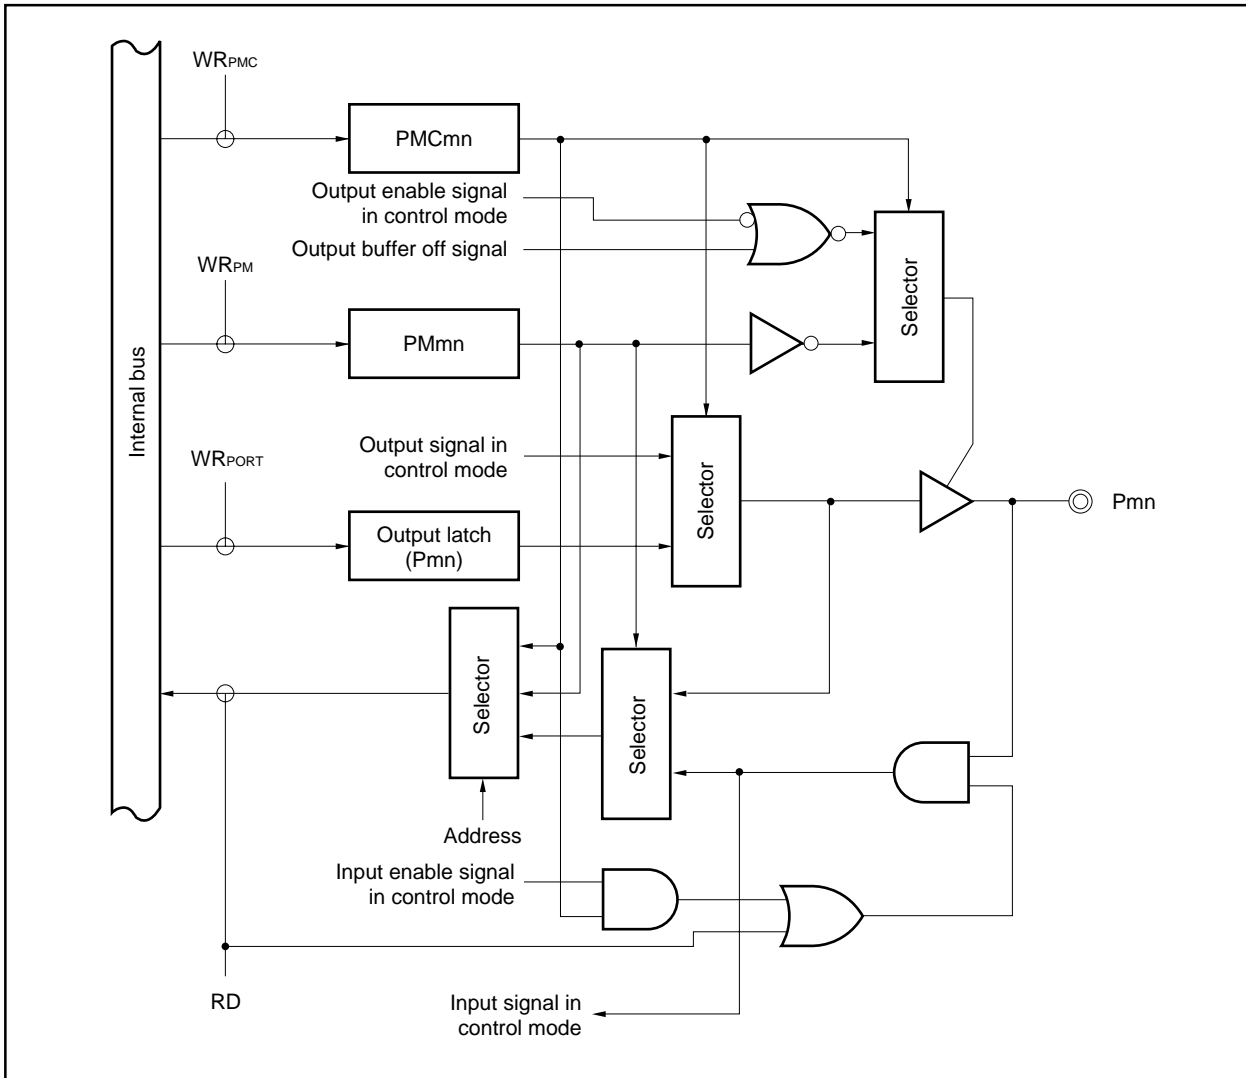 WRPMC
PMCmn
Output enable signal
in control mode
Output buffer off signal
Selector
WRPM
PMmn
Internal bus
Output signal in
control mode
WRPORT
Selector
Pmn
Output latch
(Pmn)
Selector
Selector
Address
Input enable signal
in control mode
RD
Input signal in
control mode